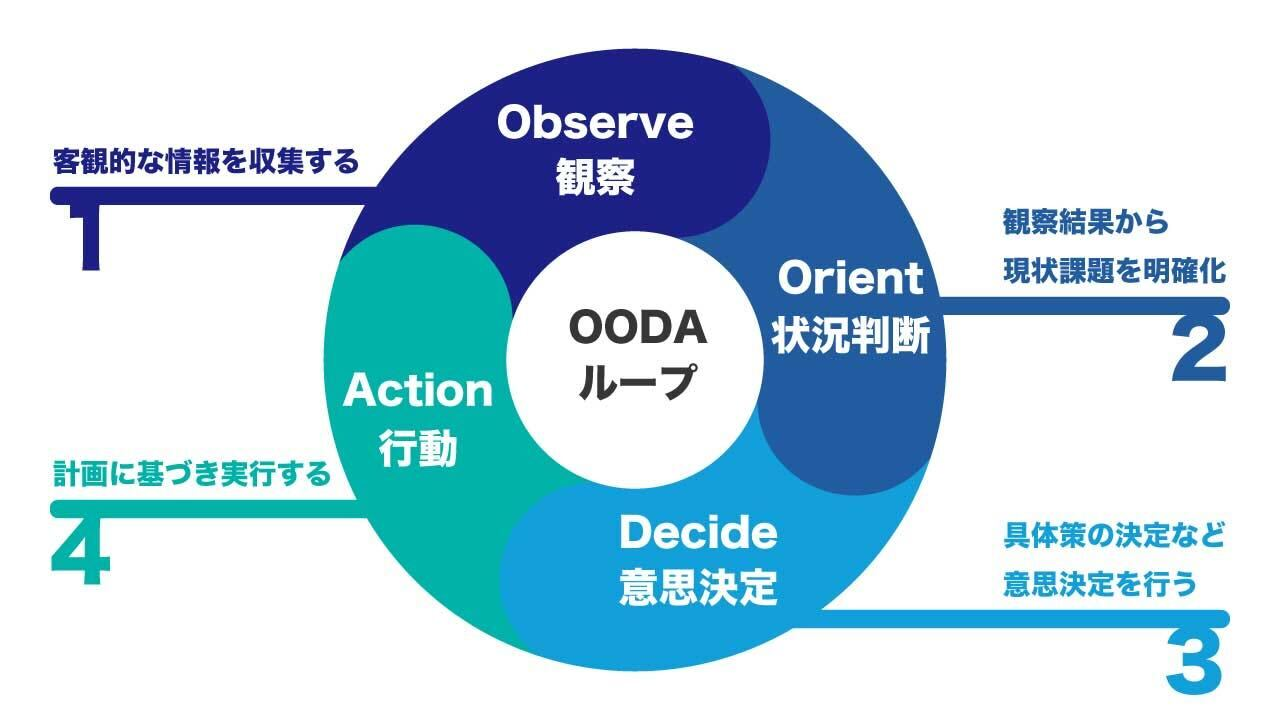 Observe
観察
客観的な情報を収集する
1
観察結果から
現状課題を明確化
2
Orient
状況判断
OODA
ループ
Action
行動
計画に基づき実行する
4
Decide
意思決定
具体策の決定など
意思決定を行う
3